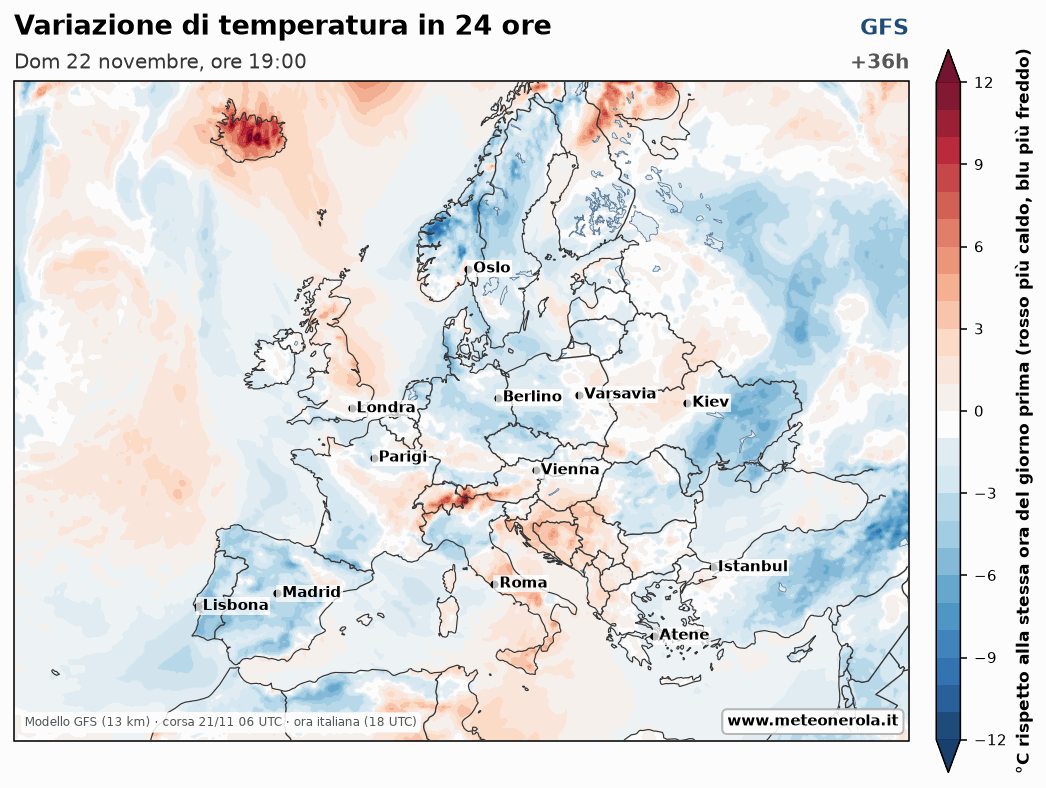 Variazione di temperatura in 24 ore
GFS
Dom 22 novembre, ore 19:00
+36h
Oslo
Londra
Berlino
Varsavia
Kiev
Parigi
Vienna
Roma
Istanbul
Madrid
Lisbona
Atene
Modello GFS (13 km) · corsa 21/11 06 UTC · ora italiana (18 UTC)
www.meteonerola.it
12
9
6
3
0
−3
−6
−9
−12
°C rispetto alla stessa ora del giorno prima (rosso più caldo, blu più freddo)